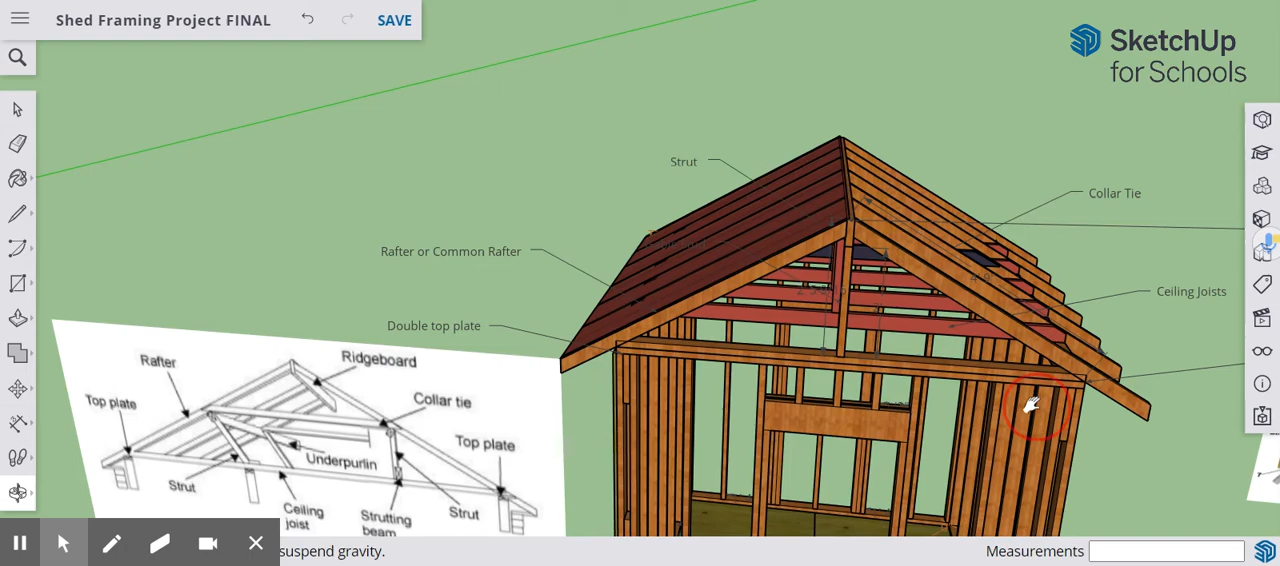 Shed Framing Project FINAL
SAVE
SketchUp
for Schools
Strut
Collar Tie
Rafter or Common Rafter
Ceiling Joists
Double top plate
Rafter
Ridgeboard
Top plate
Collar tie
Top plate
Underpurlin
Strut
Ceiling
joist
Strutting
beam
Strut
suspend gravity.
Measurements